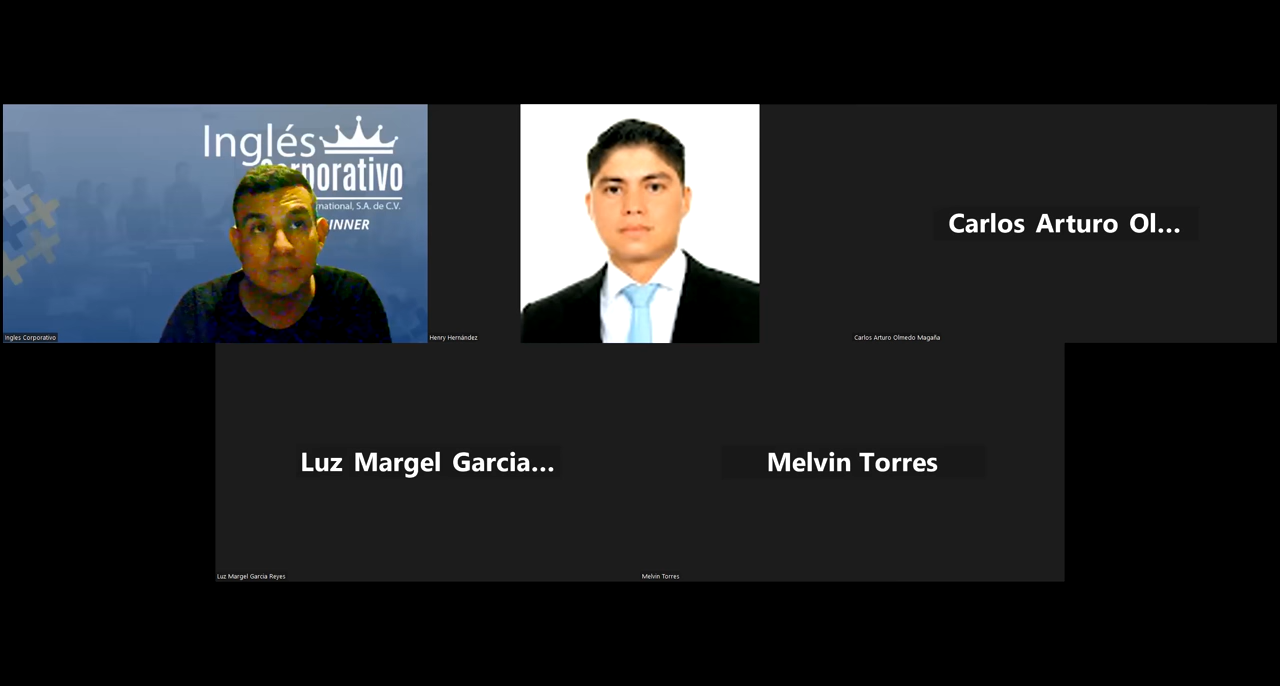 Inglés
Corporativo
national, S.A. de C.V.
INNER
Ingles Corporativo
Henry Hernández
Carlos Arturo Ol...
Carlos Arturo Olmedo Magaña
Luz Margel Garcia...
Melvin Torres
Luz Margel Garcia Reyes
Melvin Torres